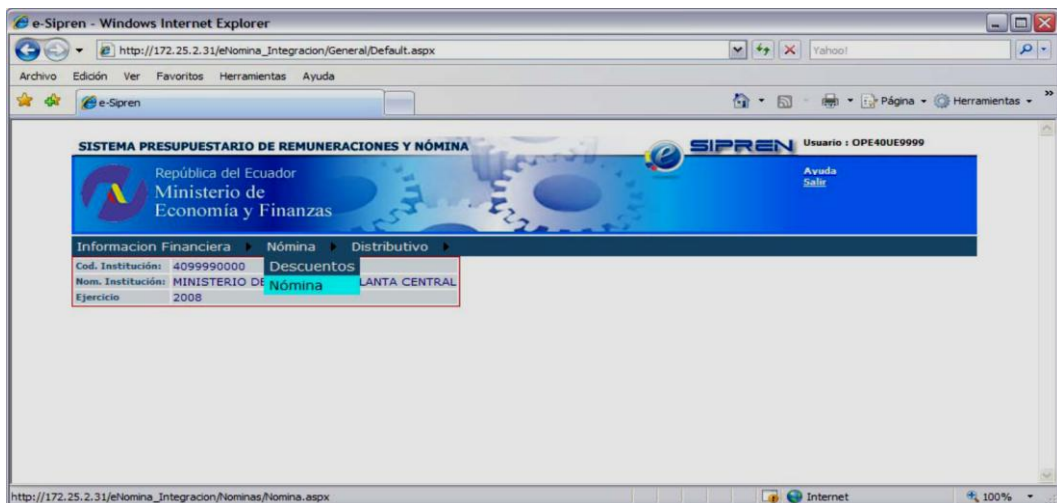 e-Sipren - Windows Internet Explorer
http://172.25.2.31/eNomina_Integracion/General/Default.aspx
Yahoo!
Archivo Edición Ver Favoritos Herramientas Ayuda
e-Sipren
Página Herramientas
SISTEMA PRESUPUESTARIO DE REMUNERACIONES Y NÓMINA
e SIPREN
Usuario : OPE40UE9999
República del Ecuador
Ministerio de
Economía y Finanzas
Ayuda
Salir
Informacion Financiera Nómina Distributivo
Descuentos
Nómina
Cod. Institución: 4099990000
Nom. Institución: MINISTERIO DE LANTA CENTRAL
Ejercicio 2008
http://172.25.2.31/eNomina_Integracion/Nominas/Nomina.aspx
Internet
100%